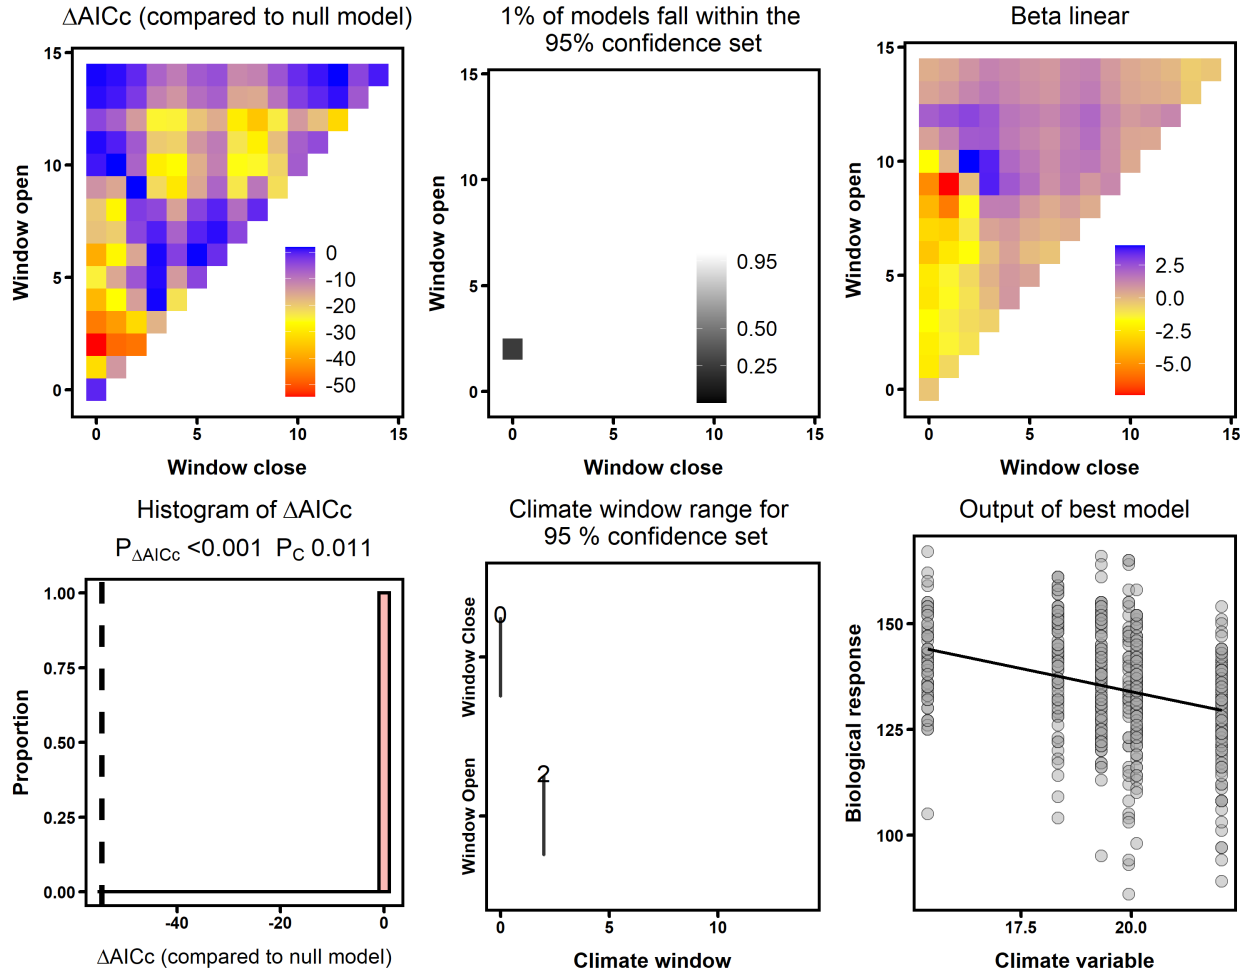 ΔAICc (compared to null model)
15
10
5
0
Window open
0
-10
-20
-30
-40
-50
0 5 10 15
Window close
1% of models fall within the
95% confidence set
15
10
5
0
Window open
0.95
0.50
0.25
0 5 10 15
Window close
Beta linear
15
10
5
0
Window open
2.5
0.0
-2.5
-5.0
0 5 10 15
Window close
Histogram of ΔAICc
PΔAICc <0.001 PC 0.011
1.00
0.75
0.50
0.25
0.00
Proportion
-40 -20 0
ΔAICc (compared to null model)
Climate window range for
95 % confidence set
Window Close
0
Window Open
2
0 5 10
Climate window
Output of best model
150
125
100
Biological response
17.5 20.0
Climate variable